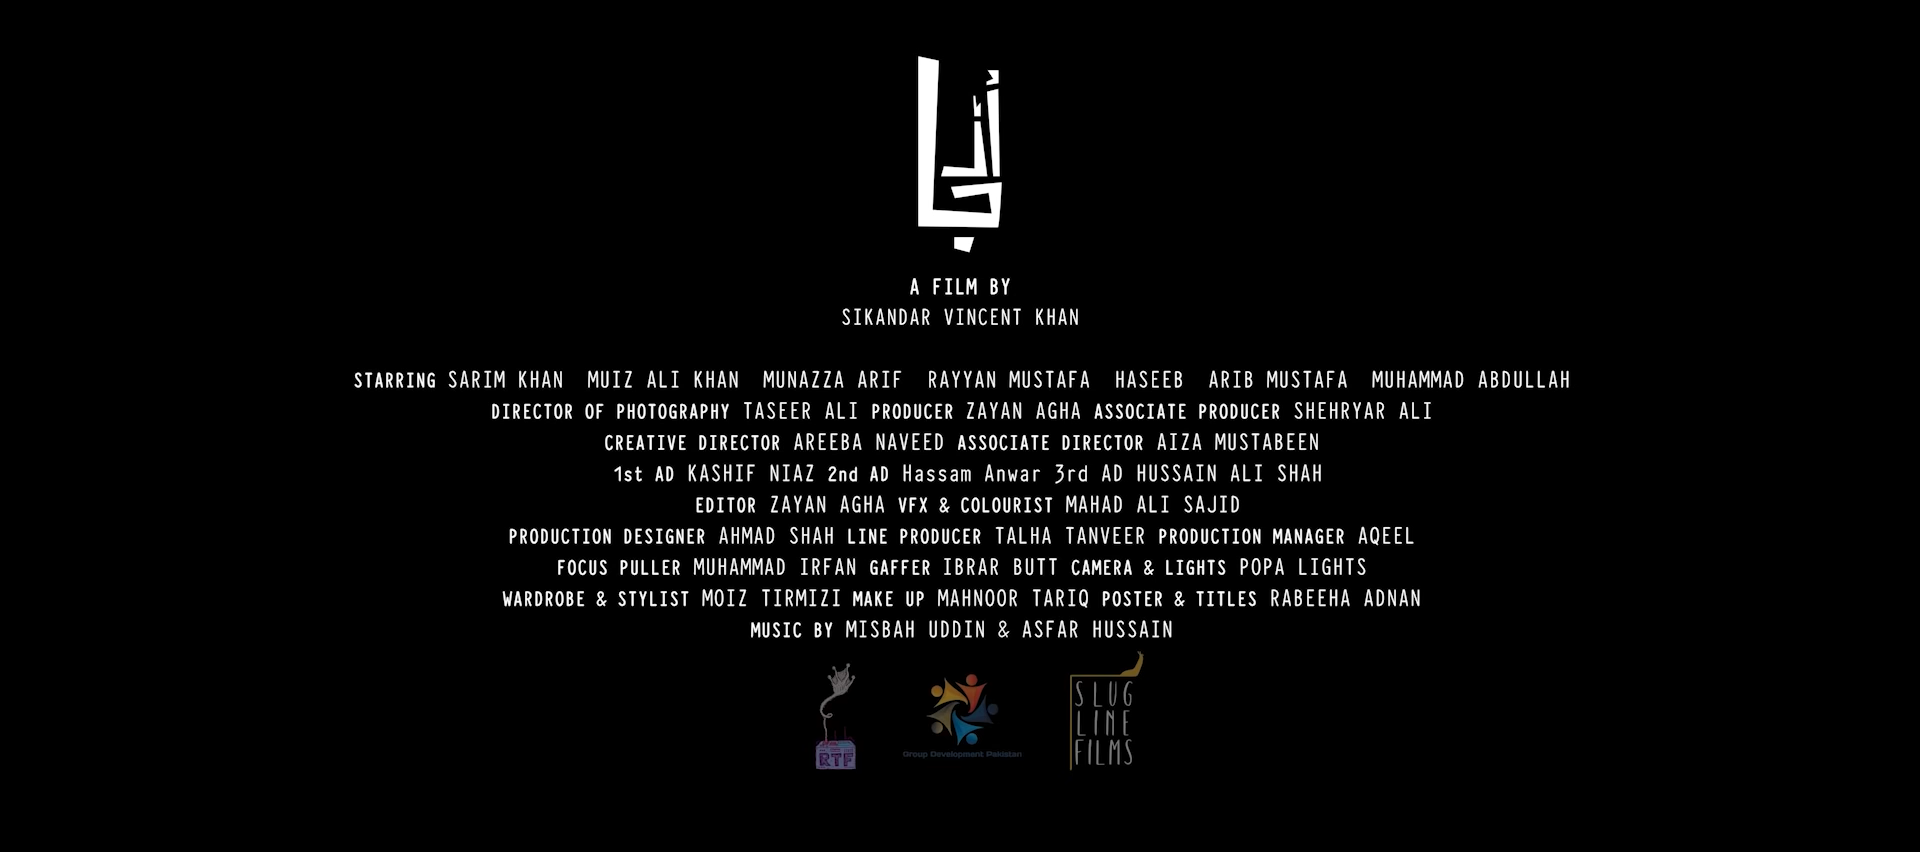 A FILM BY
SIKANDAR VINCENT KHAN
STARRING SARIM KHAN MUIZ ALI KHAN MUNAZZA ARIF RAYYAN MUSTAFA HASEEB ARIB MUSTAFA MUHAMMAD ABDULLAH
DIRECTOR OF PHOTOGRAPHY TASEER ALI PRODUCER ZAYAN AGHA ASSOCIATE PRODUCER SHEHRYAR ALI
CREATIVE DIRECTOR AREEBA NAVEED ASSOCIATE DIRECTOR AIZA MUSTABEEN
1st AD KASHIF NIAZ 2nd AD Hassam Anwar 3rd AD HUSSAIN ALI SHAH
EDITOR ZAYAN AGHA VFX & COLOURIST MAHAD ALI SAJID
PRODUCTION DESIGNER AHMAD SHAH LINE PRODUCER TALHA TANVEER PRODUCTION MANAGER AQEEL
FOCUS PULLER MUHAMMAD IRFAN GAFFER IBRAR BUTT CAMERA & LIGHTS POPA LIGHTS
WARDROBE & STYLIST MOIZ TIRMIZI MAKE UP MAHNOOR TARIQ POSTER & TITLES RABEEHA ADNAN
MUSIC BY MISBAH UDDIN & ASFAR HUSSAIN
RTF
Group Development Pakistan
SLUG
LINE
FILMS